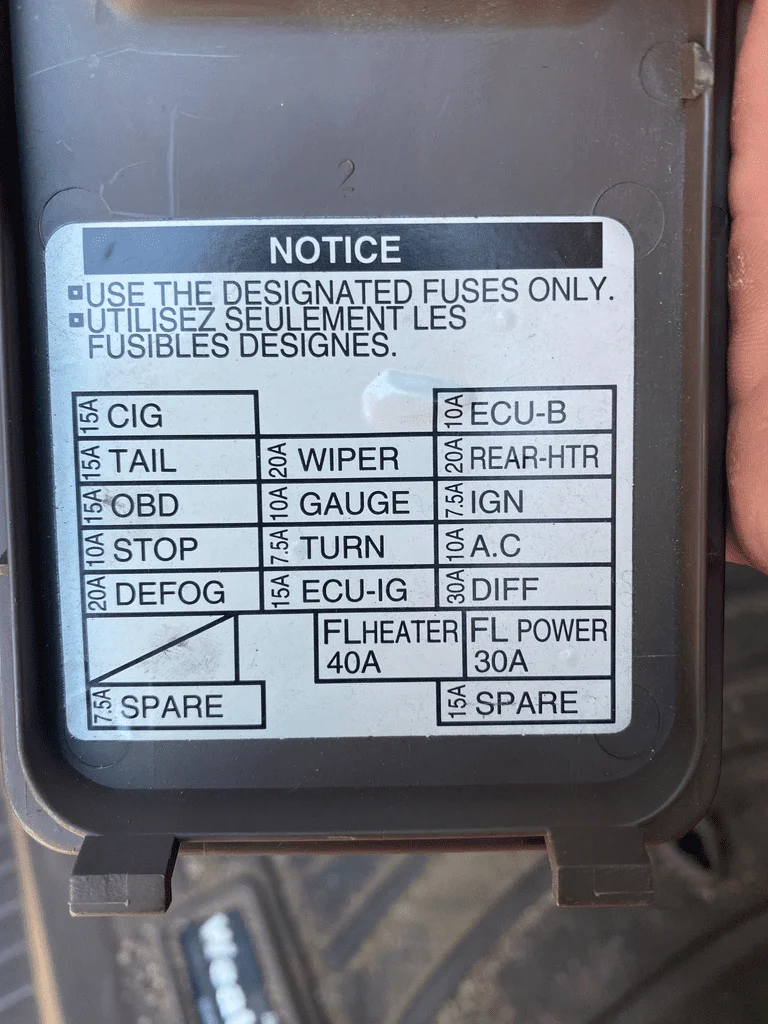 2
NOTICE
USE THE DESIGNATED FUSES ONLY.
UTILISEZ SEULEMENT LES
FUSIBLES DESIGNES.
15A CIG 10A ECU-B
15A TAIL 20A WIPER 20A REAR-HTR
15A OBD 10A GAUGE 7.5A IGN
10A STOP 7.5A TURN 10A A.C
20A DEFOG 15A ECU-IG 30A DIFF
FL HEATER FL POWER
40A 30A
7.5A SPARE 15A SPARE